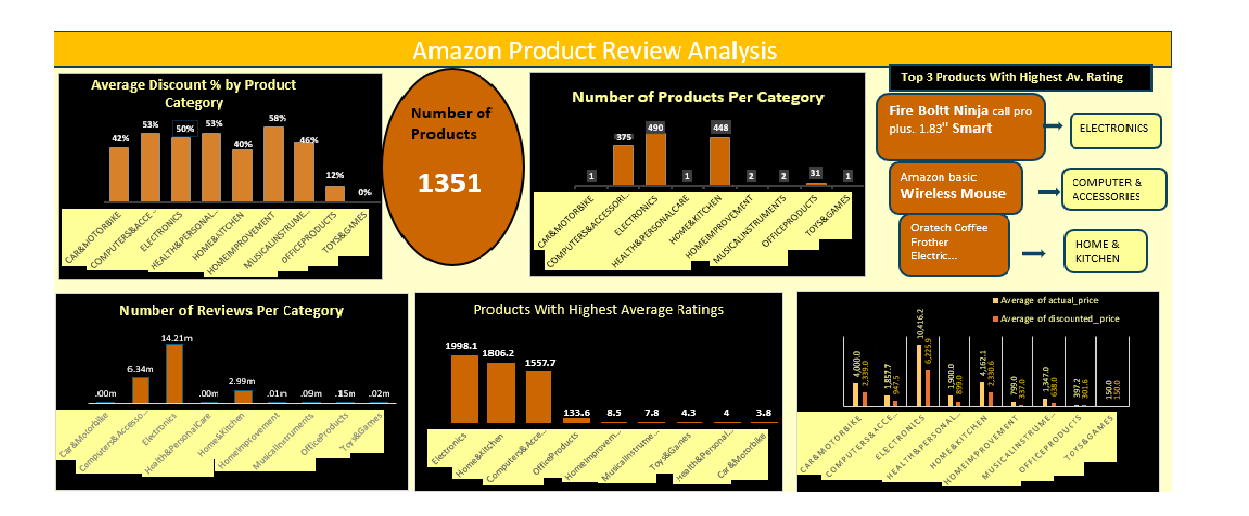 Amazon Product Review Analysis
Average Discount % by Product
Category
42%
53%
50%
53%
40%
58%
46%
12%
0%
CAR&MOTORBIKE
COMPUTERS&ACCE…
ELECTRONICS
HEALTH&PERSONAL…
HOME&KITCHEN
HOMEIMPROVEMENT
MUSICALINSTRUME…
OFFICEPRODUCTS
TOYS&GAMES
Number of
Products
1351
Number of Products Per Category
1
375
490
1
448
2
2
31
1
CAR&MOTORBIKE
COMPUTERS&ACCESSORI…
ELECTRONICS
HEALTH&PERSONALCARE
HOME&KITCHEN
HOMEIMPROVEMENT
MUSICALINSTRUMENTS
OFFICEPRODUCTS
TOYS&GAMES
Top 3 Products With Highest Av. Rating
Fire Boltt Ninja call pro
plus. 1.83" Smart
ELECTROINICS
Amazon basic
Wireless Mouse
COMPUTER &
ACCESSORIES
Oratech Coffee
Frother
Electric…
HOME &
KITCHEN
Number of Reviews Per Category
.00m
6.34m
14.21m
.00m
2.99m
.01m
.09m
.15m
.02m
Car&Motorbike
Computers&Accesso…
Electronics
Health&PersonalCare
Home&Kitchen
HomeImprovement
MusicalInstruments
OfficeProducts
Toys&Games
Products With Highest Average Ratings
1998.1
1806.2
1557.7
133.6
8.5
7.8
4.3
4
3.8
Electronics
Home&Kitchen
Computers&Acce…
OfficeProducts
HomeImprovem…
MusicalInstrume…
Toys&Games
Health&Personal…
Car&Motorbike
Average of actual_price
Average of discounted_price
4,000.0
2,339.0
1,857.7
947.5
10,416.2
6,225.9
1,900.0
899.0
4,162.1
2,330.6
799.0
337.0
1,347.0
638.0
397.2
301.6
150.0
150.0
CAR&MOTORBIKE
COMPUTERS&ACCE…
ELECTRONICS
HEALTH&PERSONAL…
HOME&KITCHEN
HOMEIMPROVEMENT
MUSICALINSTRUME…
OFFICEPRODUCTS
TOYS&GAMES